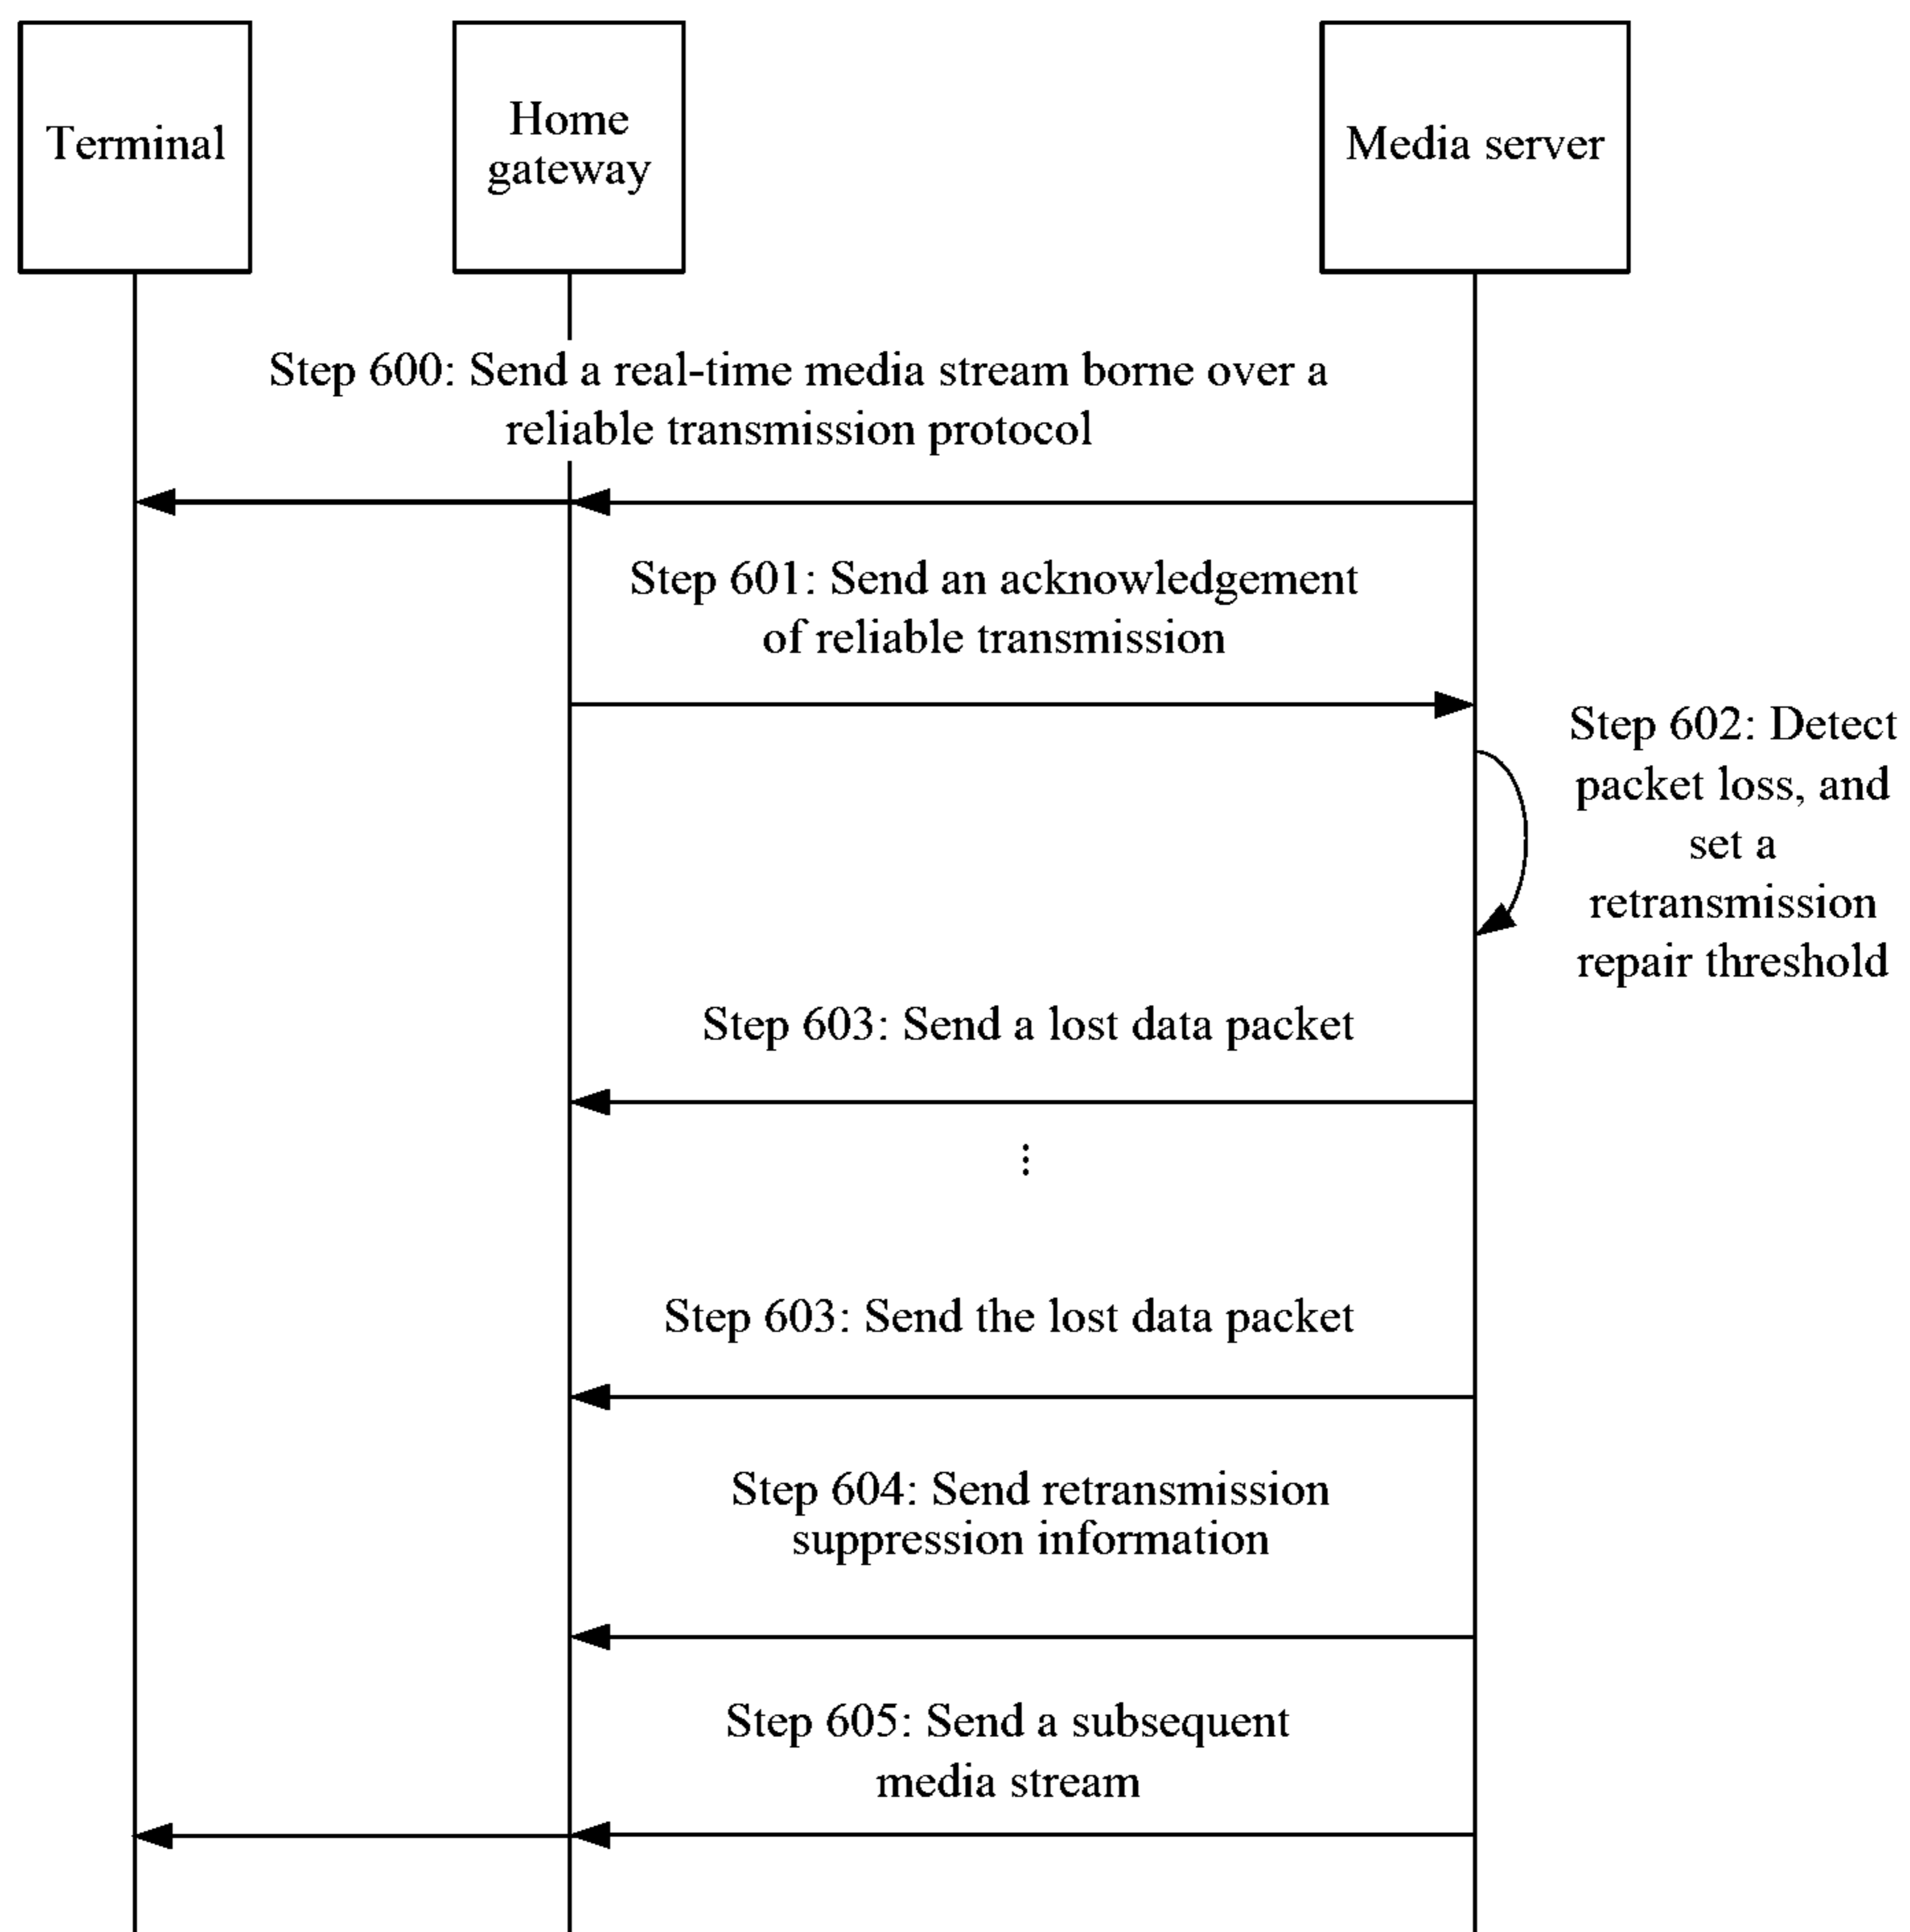 Terminal
Home
gateway
Media server
Step 600: Send a real-time media stream borne over a
reliable transmission protocol
Step 601: Send an acknowledgement
of reliable transmission
Step 602: Detect
packet loss, and
set a
retransmission
repair threshold
Step 603: Send a lost data packet
⋮
Step 603: Send the lost data packet
Step 604: Send retransmission
suppression information
Step 605: Send a subsequent
media stream